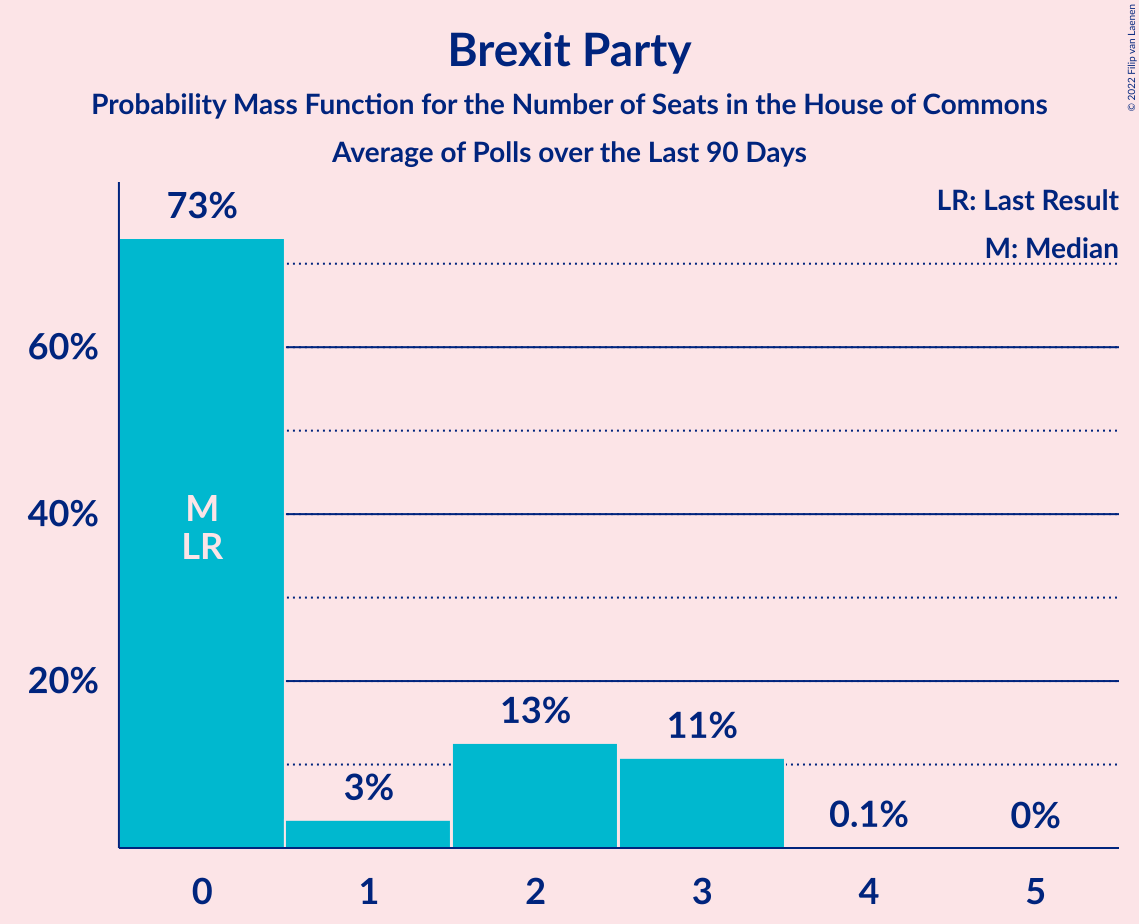 Brexit Party
Probability Mass Function for the Number of Seats in the House of Commons
Average of Polls over the Last 90 Days
© 2022 Filip van Laenen
LR: Last Result
M: Median
73%
60%
40%
20%
M
LR
3%
13%
11%
0.1%
0%
0 1 2 3 4 5